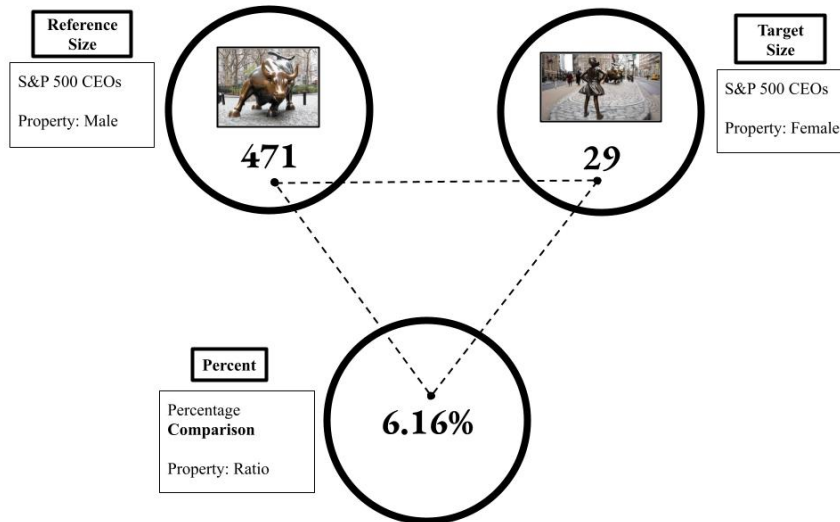 Reference
Size
S&P 500 CEOs
Property: Male
471
Target
Size
S&P 500 CEOs
Property: Female
29
Percent
Percentage
Comparison
Property: Ratio
6.16%